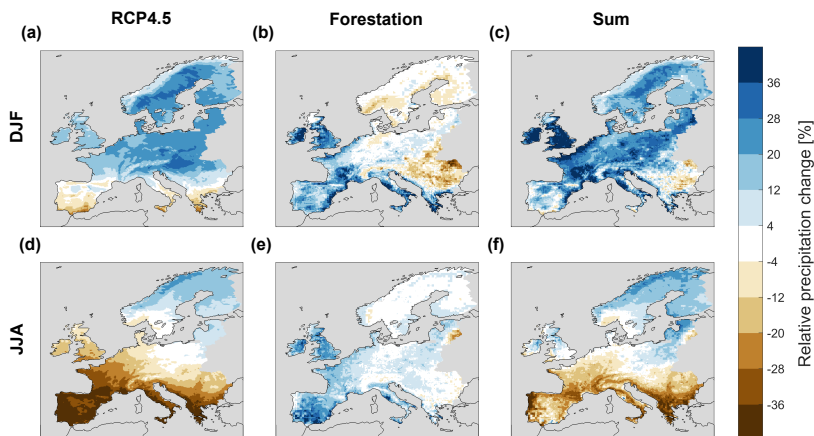 RCP4.5 Forestation Sum
(a) (b) (c)
DJF
36
28
20
12
4
-4
-12
-20
-28
-36
Relative precipitation change [%]
(d) (e) (f)
JJA